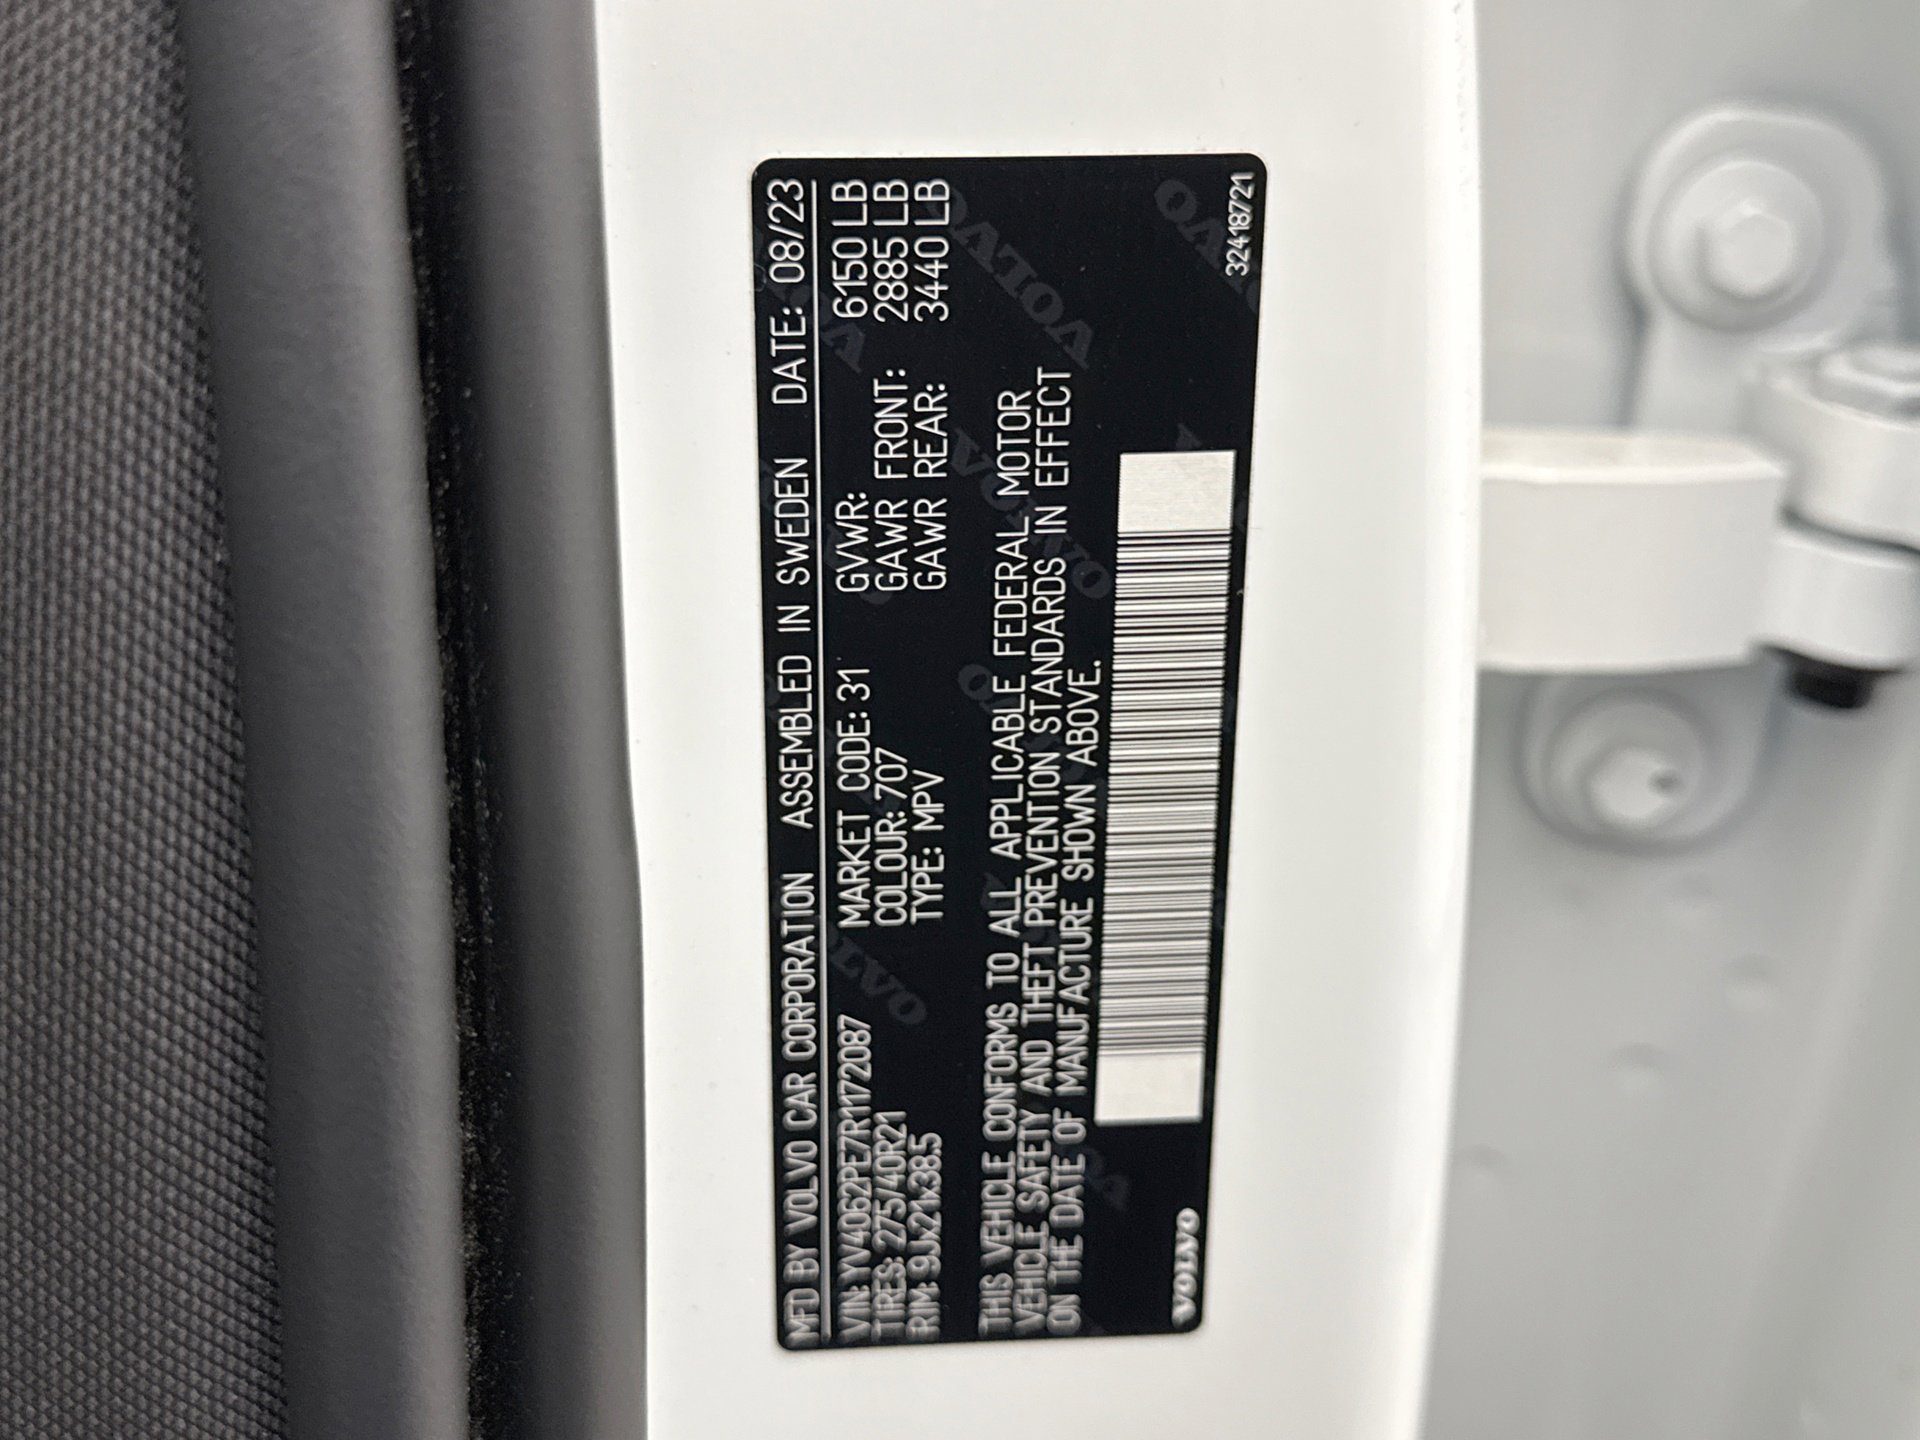 MFD BY VOLVO CAR CORPORATION ASSEMBLED IN SWEDEN DATE: 08/23
VIN: YV4062PE7R1172087 MARKET CODE: 31 GVWR: 6150 LB
TIRES: 275/40R21 COLOUR: 707 GAWR FRONT: 2885 LB
RIM: 9Jx21x38.5 TYPE: MPV GAWR REAR: 3440 LB
THIS VEHICLE CONFORMS TO ALL APPLICABLE FEDERAL MOTOR
VEHICLE SAFETY AND THEFT PREVENTION STANDARDS IN EFFECT
ON THE DATE OF MANUFACTURE SHOWN ABOVE.
VOLVO 32418721